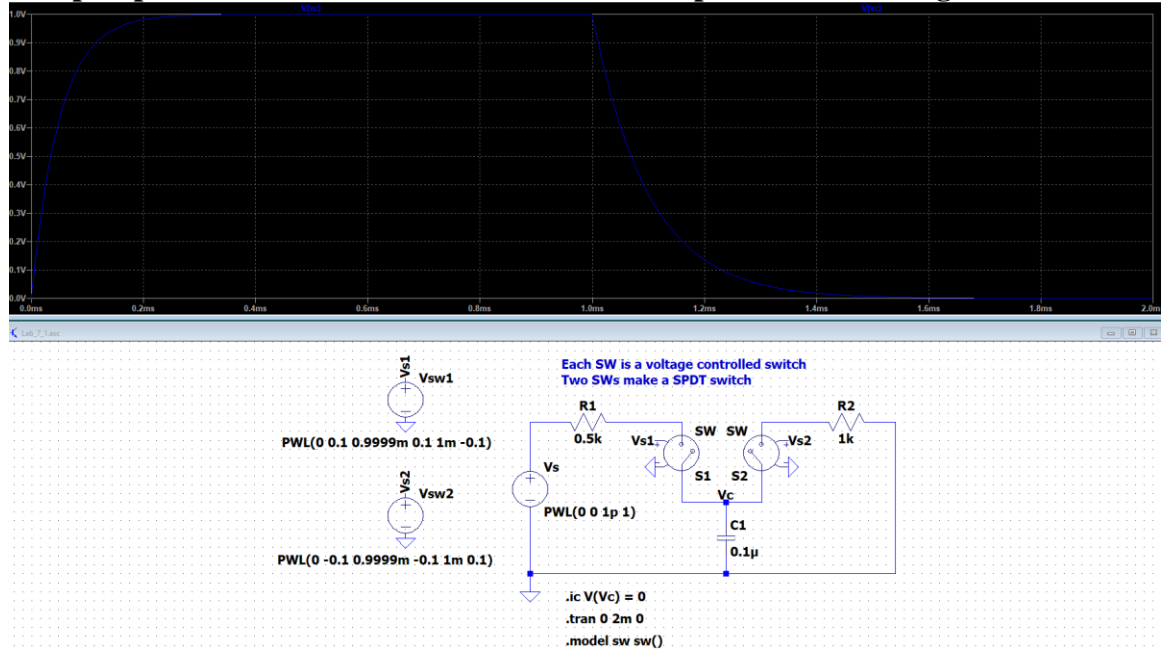 V(vc) V(vc)
1.0V
0.9V
0.8V
0.7V
0.6V
0.5V
0.4V
0.3V
0.2V
0.1V
0.0V
0.0ms 0.2ms 0.4ms 0.6ms 0.8ms 1.0ms 1.2ms 1.4ms 1.6ms 1.8ms 2.0m
Lab_7_1.asc
Each SW is a voltage controlled switch
Two SWs make a SPDT switch
Vs1
Vsw1
PWL(0 0.1 0.9999m 0.1 1m -0.1)
Vs2
Vsw2
PWL(0 -0.1 0.9999m -0.1 1m 0.1)
R1
0.5k
R2
1k
Vs1 SW SW Vs2
S1 S2
Vs
PWL(0 0 1p 1)
Vc
C1
0.1µ
.ic V(Vc) = 0
.tran 0 2m 0
.model sw sw()